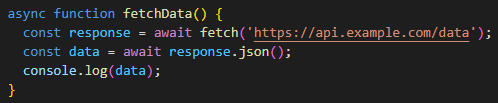 async function fetchData() {
  const response = await fetch('https://api.example.com/data');
  const data = await response.json();
  console.log(data);
}